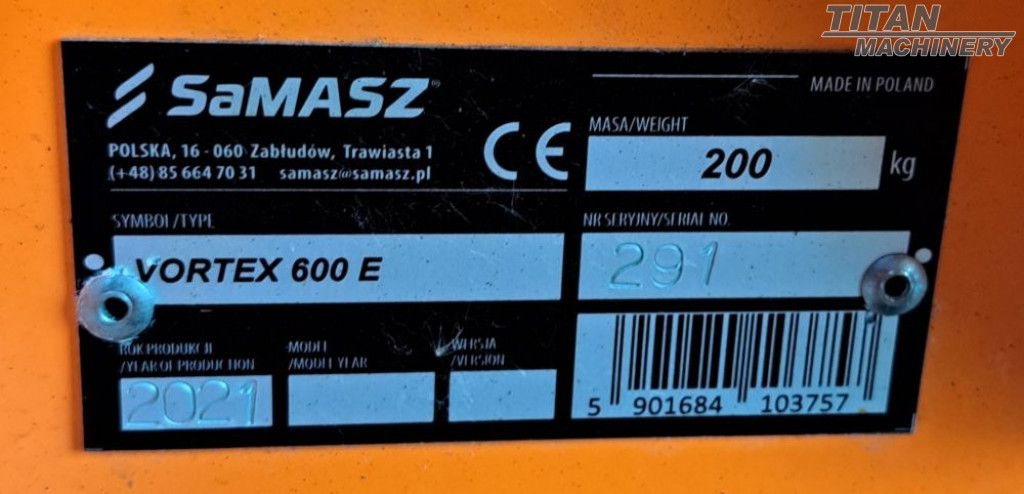 TITAN
MACHINERY
SaMASZ®
MADE IN POLAND
POLSKA, 16 - 060 Zabłudów, Trawiasta 1
(+48) 85 664 70 31 samasz@samasz.pl
CE
MASA/WEIGHT
200 kg
SYMBOL/TYPE
VORTEX 600 E
NR SERYJNY/SERIAL NO.
291
ROK PRODUKCJI
/YEAR OF PRODUCTION
2021
MODEL
/MODEL YEAR
WERSJA
/VERSION
5 901684 103757